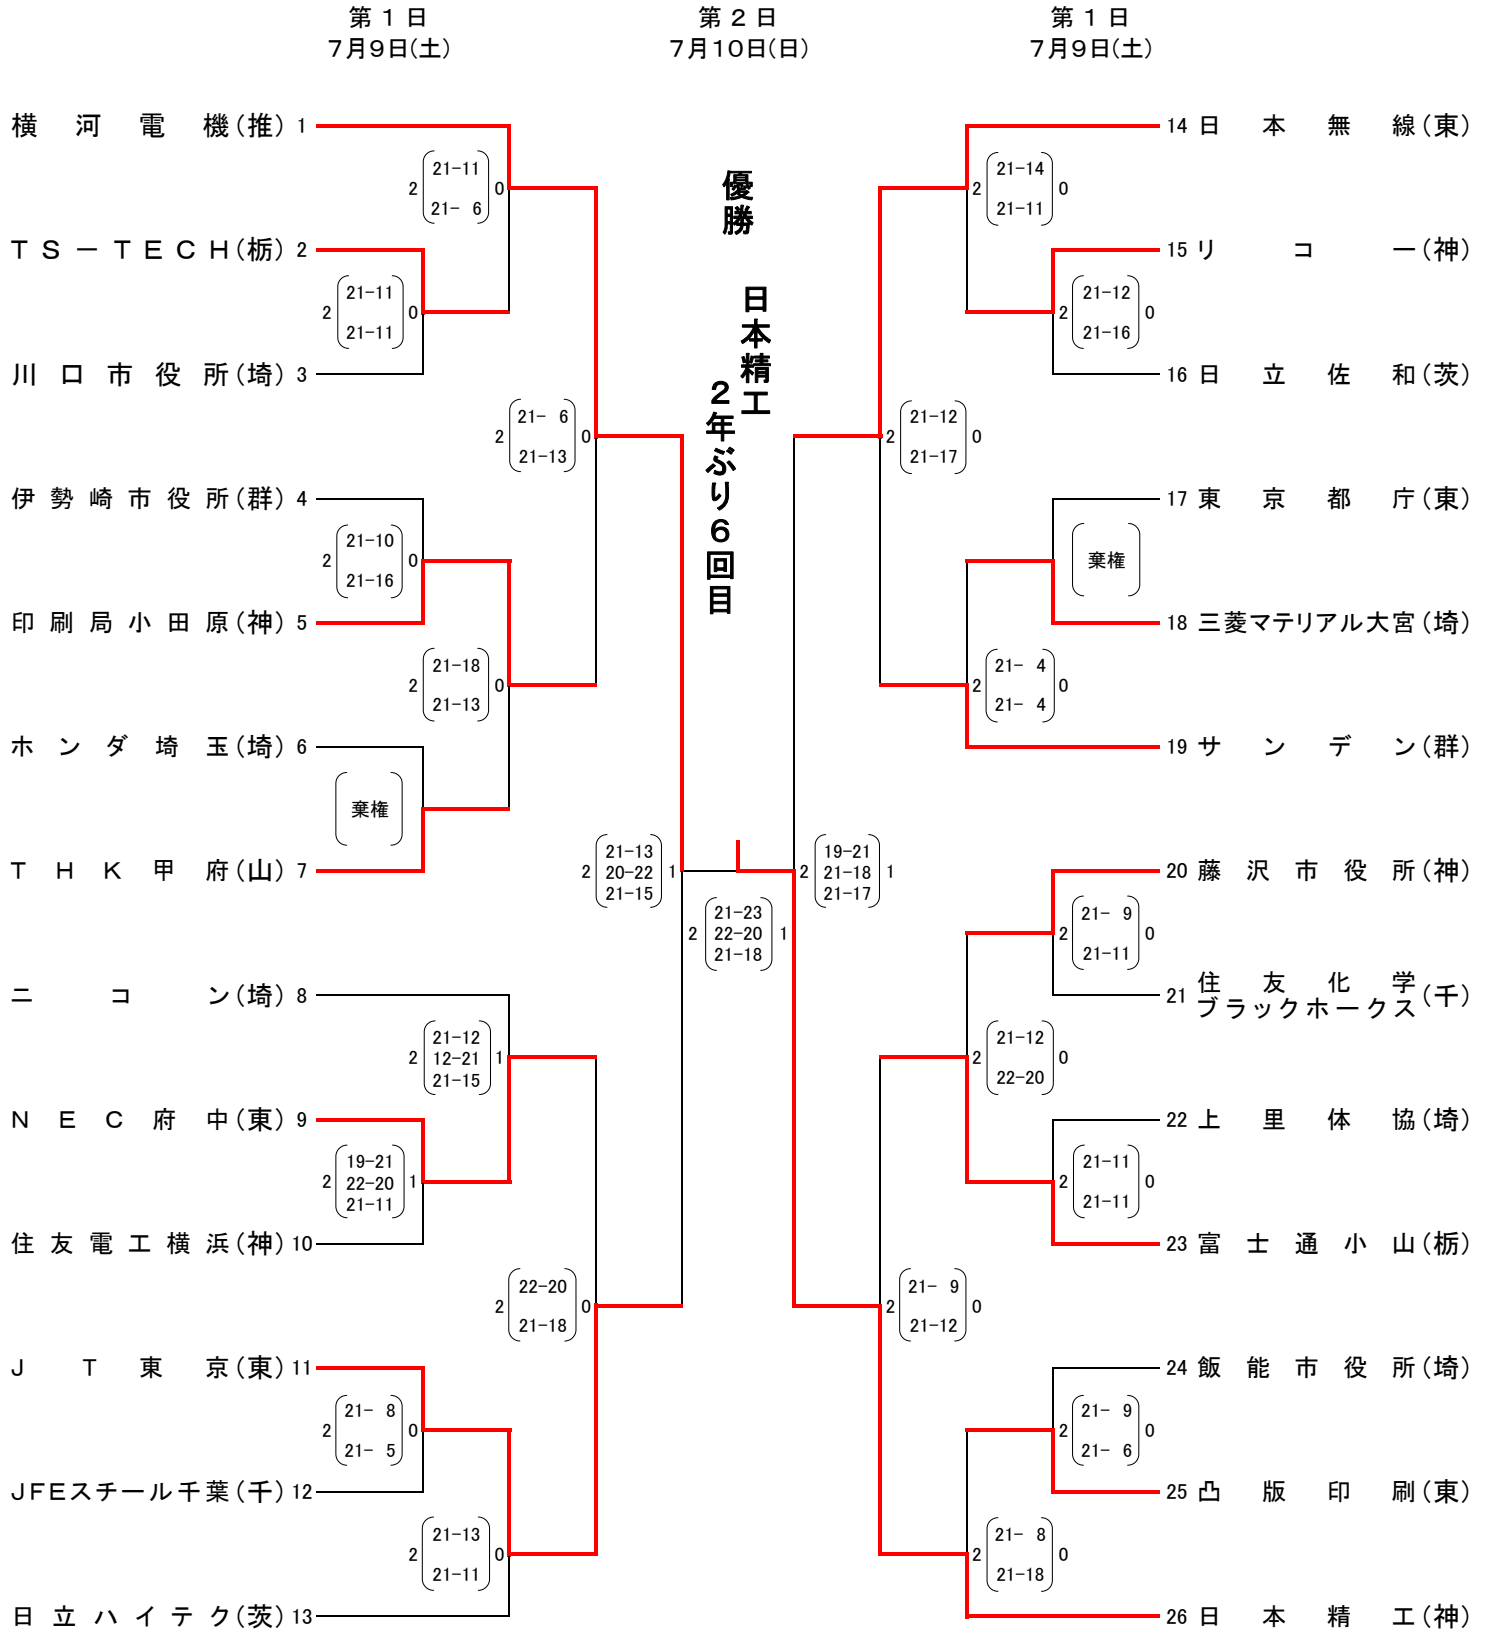 第 1 日
7月9日(土)
第 2 日
7月10日(日)
第 1 日
7月9日(土)
優勝
日本精工
2年ぶり6回目
横河電機(推) 1
2 21-11 0
21- 6
TS-TECH(栃) 2
2 21-11 0
21-11
川口市役所(埼) 3
2 21- 6 0
21-13
伊勢崎市役所(群) 4
2 21-10 0
21-16
印刷局小田原(神) 5
2 21-18 0
21-13
ホンダ埼玉(埼) 6
棄権
THK甲府(山) 7
2 21-13 1
20-22
21-15
ニコン(埼) 8
2 21-12 1
12-21
21-15
NEC府中(東) 9
2 19-21 1
22-20
21-11
住友電工横浜(神) 10
2 22-20 0
21-18
JT東京(東) 11
2 21- 8 0
21- 5
JFEスチール千葉(千) 12
2 21-13 0
21-11
日立ハイテク(茨) 13
2 21-23 1
22-20
21-18
14 日本無線(東)
2 21-14 0
21-11
15 リコー(神)
2 21-12 0
21-16
16 日立佐和(茨)
2 21-12 0
21-17
17 東京都庁(東)
棄権
18 三菱マテリアル大宮(埼)
2 21- 4 0
21- 4
19 サンデン(群)
2 19-21 1
21-18
21-17
20 藤沢市役所(神)
2 21- 9 0
21-11
21 住友化学
ブラックホークス(千)
2 21-12 0
22-20
22 上里体協(埼)
2 21-11 0
21-11
23 富士通小山(栃)
2 21- 9 0
21-12
24 飯能市役所(埼)
2 21- 9 0
21- 6
25 凸版印刷(東)
2 21- 8 0
21-18
26 日本精工(神)